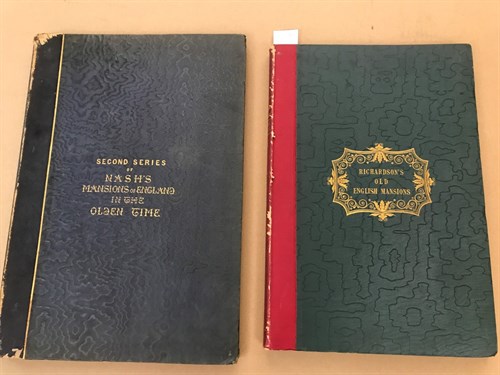 SECOND SERIES
OF
NASH'S
MANSIONS OF ENGLAND
IN THE
OLDEN TIME
RICHARDSON'S
OLD
ENGLISH MANSIONS